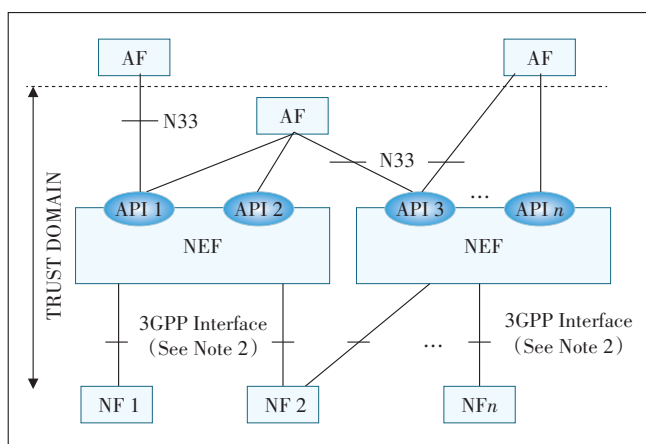 AF
AF
N33
AF
N33
...
API 1
API 2
API 3
API n
NEF
NEF
TRUST DOMAIN
3GPP Interface
（See Note 2）
...
3GPP Interface
（See Note 2）
NF 1
NF 2
NFn